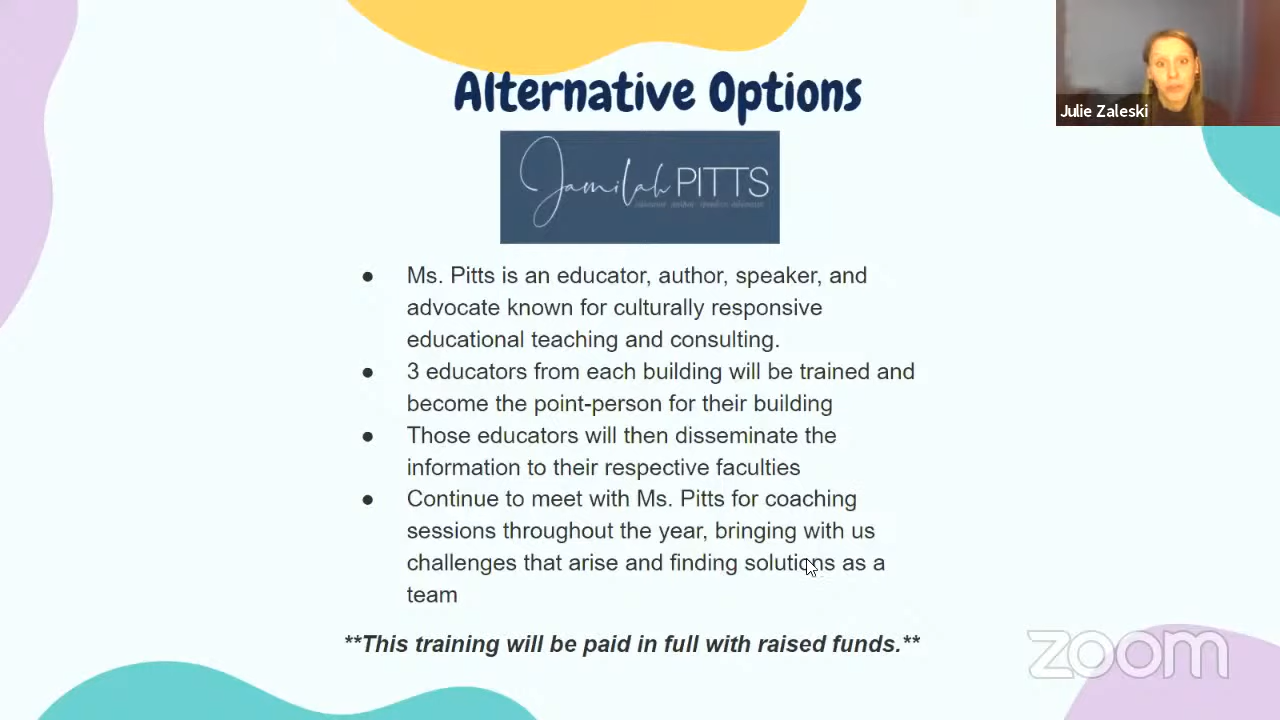 Alternative Options
Julie Zaleski
Jamilah PITTS
● Ms. Pitts is an educator, author, speaker, and
advocate known for culturally responsive
educational teaching and consulting.
● 3 educators from each building will be trained and
become the point-person for their building
● Those educators will then disseminate the
information to their respective faculties
● Continue to meet with Ms. Pitts for coaching
sessions throughout the year, bringing with us
challenges that arise and finding solutions as a
team
**This training will be paid in full with raised funds.**
zoom